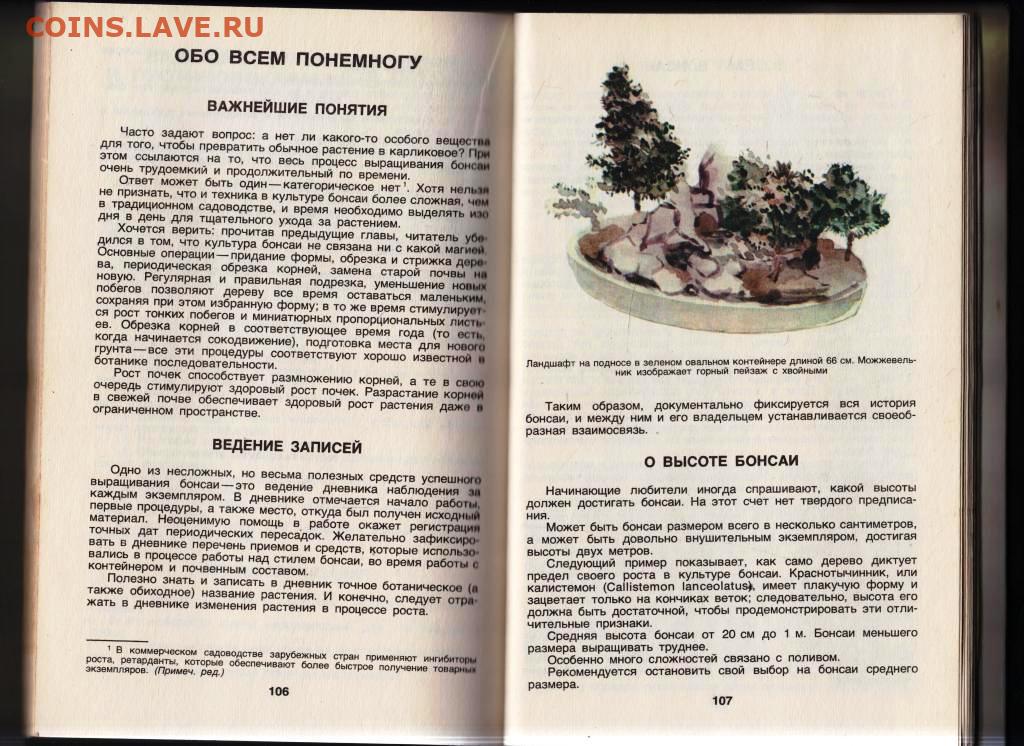 COINS.LAVE.RU
ОБО ВСЕМ ПОНЕМНОГУ
ВАЖНЕЙШИЕ ПОНЯТИЯ
Часто задают вопрос: а нет ли какого-то особого вещества
для того, чтобы превратить обычное растение в карликовое? При
этом ссылаются на то, что весь процесс выращивания бонсаи
очень трудоемкий и продолжительный по времени.
Ответ может быть один—категорическое нет¹. Хотя нельзя
не признать, что и техника в культуре бонсаи более сложная, чем
в традиционном садоводстве, и время необходимо выделять изо
дня в день для тщательного ухода за растением.
Хочется верить: прочитав предыдущие главы, читатель убе-
дился в том, что культура бонсаи не связана ни с какой магией.
Основные операции—придание формы, обрезка и стрижка дере-
ва, периодическая обрезка корней, замена старой почвы на
новую. Регулярная и правильная подрезка, уменьшение новых
побегов позволяют дереву все время оставаться маленьким,
сохраняя при этом избранную форму; в то же время стимулирует-
ся рост тонких побегов и миниатюрных пропорциональных листь-
ев. Обрезка корней в соответствующее время года (то есть,
когда начинается сокодвижение), подготовка места для нового
грунта—все эти процедуры соответствуют хорошо известной в
ботанике последовательности.
Рост почек способствует размножению корней, а те в свою
очередь стимулируют здоровый рост почек. Разрастание корней
в свежей почве обеспечивает здоровый рост растения даже в
ограниченном пространстве.
ВЕДЕНИЕ ЗАПИСЕЙ
Одно из несложных, но весьма полезных средств успешного
выращивания бонсаи—это ведение дневника наблюдения за
каждым экземпляром. В дневнике отмечается начало работы,
первые процедуры, а также место, откуда был получен исходный
материал. Неоценимую помощь в работе окажет регистрация
точных дат периодических пересадок. Желательно зафиксиро-
вать в дневнике перечень приемов и средств, которые использо-
вались в процессе работы над стилем бонсаи, во время работы с
контейнером и почвенным составом.
Полезно знать и записать в дневник точное ботаническое (а
также обиходное) название растения. И конечно, следует отра-
жать в дневнике изменения растения в процессе роста.
¹ В коммерческом садоводстве зарубежных стран применяют ингибиторы
роста, ретарданты, которые обеспечивают более быстрое получение товарных
экземпляров. (Примеч. ред.)
106
Ландшафт на подносе в зеленом овальном контейнере длиной 66 см. Можжевель-
ник изображает горный пейзаж с хвойными
Таким образом, документально фиксируется вся история
бонсаи, и между ним и его владельцем устанавливается своеоб-
разная взаимосвязь.
О ВЫСОТЕ БОНСАИ
Начинающие любители иногда спрашивают, какой высоты
должен достигать бонсаи. На этот счет нет твердого предписа-
ния.
Может быть бонсаи размером всего в несколько сантиметров,
а может быть довольно внушительным экземпляром, достигая
высоты двух метров.
Следующий пример показывает, как само дерево диктует
предел своего роста в культуре бонсаи. Краснотычинник, или
калистемон (Callistemon lanceolatus), имеет плакучую форму и
зацветает только на кончиках веток; следовательно, высота его
должна быть достаточной, чтобы продемонстрировать эти отли-
чительные признаки.
Средняя высота бонсаи от 20 см до 1 м. Бонсаи меньшего
размера выращивать труднее.
Особенно много сложностей связано с поливом.
Рекомендуется остановить свой выбор на бонсаи среднего
размера.
107